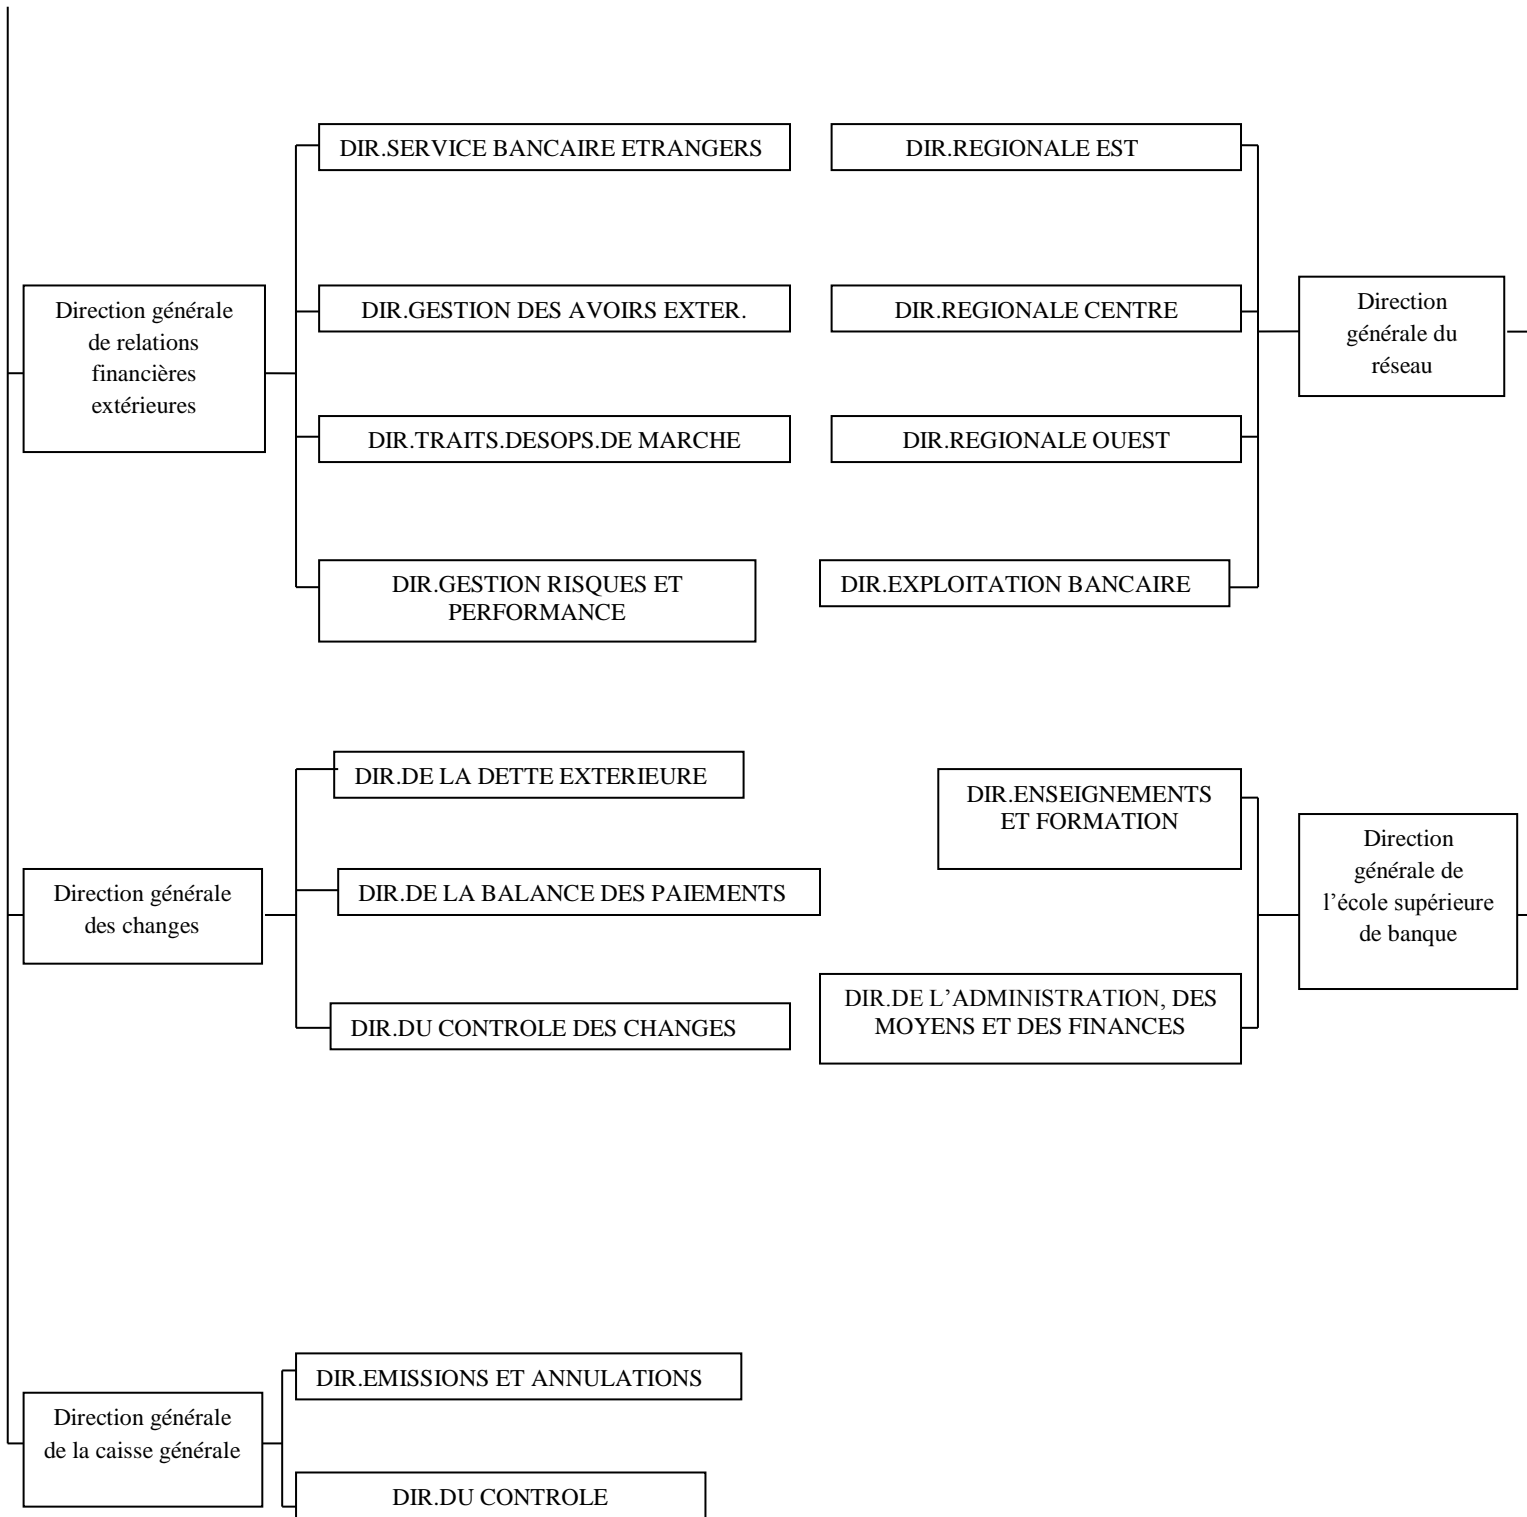 DIR.SERVICE BANCAIRE ETRANGERS
DIR.REGIONALE EST
Direction générale
de relations
financières
extérieures
DIR.GESTION DES AVOIRS EXTER.
DIR.REGIONALE CENTRE
Direction
générale du
réseau
DIR.TRAITS.DESOPS.DE MARCHE
DIR.REGIONALE OUEST
DIR.GESTION RISQUES ET
PERFORMANCE
DIR.EXPLOITATION BANCAIRE
DIR.DE LA DETTE EXTERIEURE
DIR.ENSEIGNEMENTS
ET FORMATION
Direction générale
des changes
DIR.DE LA BALANCE DES PAIEMENTS
Direction
générale de
l’école supérieure
de banque
DIR.DU CONTROLE DES CHANGES
DIR.DE L’ADMINISTRATION, DES
MOYENS ET DES FINANCES
DIR.EMISSIONS ET ANNULATIONS
Direction générale
de la caisse générale
DIR.DU CONTROLE